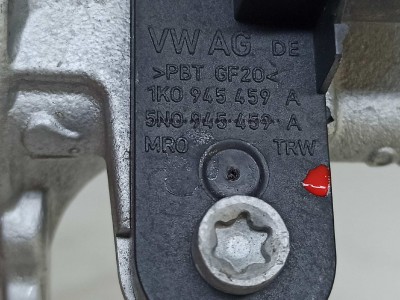 VW AG DE
>PBT GF20<
1K0 945 459 A
5N0 945 459 A
MRO TRW